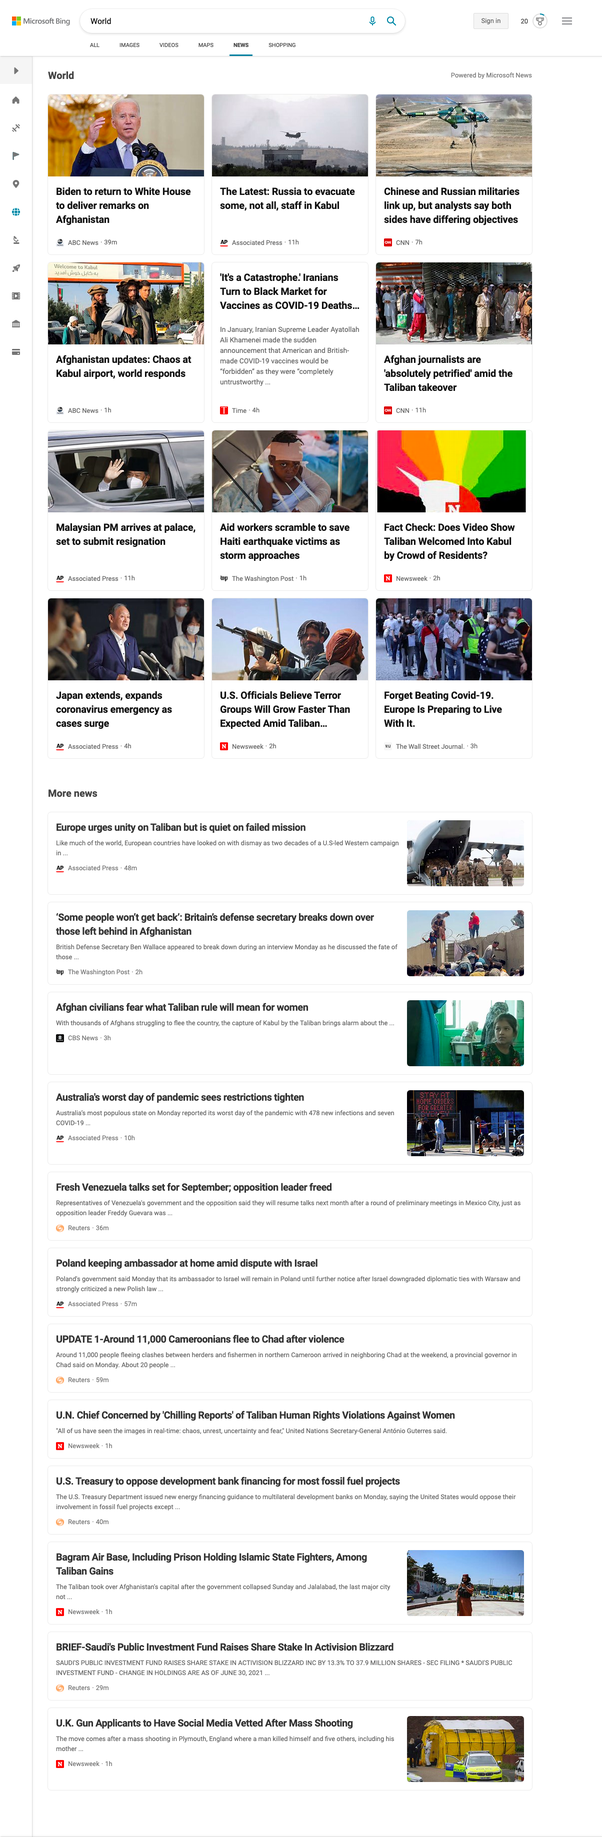 Microsoft Bing
World
Sign in
20
ALL
IMAGES
VIDEOS
MAPS
NEWS
SHOPPING
World
Powered by Microsoft News
Biden to return to White House
to deliver remarks on
Afghanistan
ABC News · 39m
The Latest: Russia to evacuate
some, not all, staff in Kabul
AP Associated Press · 11h
Chinese and Russian militaries
link up, but analysts say both
sides have differing objectives
CNN · 7h
Welcome to Kabul
Afghanistan updates: Chaos at
Kabul airport, world responds
ABC News · 1h
'It's a Catastrophe.' Iranians
Turn to Black Market for
Vaccines as COVID-19 Deaths...
In January, Iranian Supreme Leader Ayatollah
Ali Khamenei made the sudden
announcement that American and British-
made COVID-19 vaccines would be
"forbidden" as they were "completely
untrustworthy ...
Time · 4h
Afghan journalists are
'absolutely petrified' amid the
Taliban takeover
CNN · 11h
Malaysian PM arrives at palace,
set to submit resignation
AP Associated Press · 11h
Aid workers scramble to save
Haiti earthquake victims as
storm approaches
wp The Washington Post · 1h
N
Fact Check: Does Video Show
Taliban Welcomed Into Kabul
by Crowd of Residents?
N Newsweek · 2h
Japan extends, expands
coronavirus emergency as
cases surge
AP Associated Press · 4h
U.S. Officials Believe Terror
Groups Will Grow Faster Than
Expected Amid Taliban...
N Newsweek · 2h
Forget Beating Covid-19.
Europe Is Preparing to Live
With It.
The Wall Street Journal. · 3h
More news
Europe urges unity on Taliban but is quiet on failed mission
Like much of the world, European countries have looked on with dismay as two decades of a U.S-led Western campaign
in ...
AP Associated Press · 48m
'Some people won't get back': Britain's defense secretary breaks down over
those left behind in Afghanistan
British Defense Secretary Ben Wallace appeared to break down during an interview Monday as he discussed the fate of
those ...
wp The Washington Post · 2h
Afghan civilians fear what Taliban rule will mean for women
With thousands of Afghans struggling to flee the country, the capture of Kabul by the Taliban brings alarm about the ...
CBS News · 3h
Australia's worst day of pandemic sees restrictions tighten
Australia's most populous state on Monday reported its worst day of the pandemic with 478 new infections and seven
COVID-19 ...
AP Associated Press · 10h
STAY AT
HOME ORDERS
FOR GREATER
Fresh Venezuela talks set for September; opposition leader freed
Representatives of Venezuela's government and the opposition said they will resume talks next month after a round of preliminary meetings in Mexico City, just as
opposition leader Freddy Guevara was ...
Reuters · 36m
Poland keeping ambassador at home amid dispute with Israel
Poland's government said Monday that its ambassador to Israel will remain in Poland until further notice after Israel downgraded diplomatic ties with Warsaw and
strongly criticized a new Polish law ...
AP Associated Press · 57m
UPDATE 1-Around 11,000 Cameroonians flee to Chad after violence
Around 11,000 people fleeing clashes between herders and fishermen in northern Cameroon arrived in neighboring Chad at the weekend, a provincial governor in
Chad said on Monday. About 20 people ...
Reuters · 59m
U.N. Chief Concerned by 'Chilling Reports' of Taliban Human Rights Violations Against Women
"All of us have seen the images in real-time: chaos, unrest, uncertainty and fear," United Nations Secretary-General António Guterres said.
N Newsweek · 1h
U.S. Treasury to oppose development bank financing for most fossil fuel projects
The U.S. Treasury Department issued new energy financing guidance to multilateral development banks on Monday, saying the United States would oppose their
involvement in fossil fuel projects except ...
Reuters · 40m
Bagram Air Base, Including Prison Holding Islamic State Fighters, Among
Taliban Gains
The Taliban took over Afghanistan's capital after the government collapsed Sunday and Jalalabad, the last major city
not ...
N Newsweek · 1h
BRIEF-Saudi's Public Investment Fund Raises Share Stake In Activision Blizzard
SAUDI'S PUBLIC INVESTMENT FUND RAISES SHARE STAKE IN ACTIVISION BLIZZARD INC BY 13.3% TO 37.9 MILLION SHARES - SEC FILING * SAUDI'S PUBLIC
INVESTMENT FUND - CHANGE IN HOLDINGS ARE AS OF JUNE 30, 2021 ...
Reuters · 29m
U.K. Gun Applicants to Have Social Media Vetted After Mass Shooting
The move comes after a mass shooting in Plymouth, England where a man killed himself and five others, including his
mother ...
N Newsweek · 1h